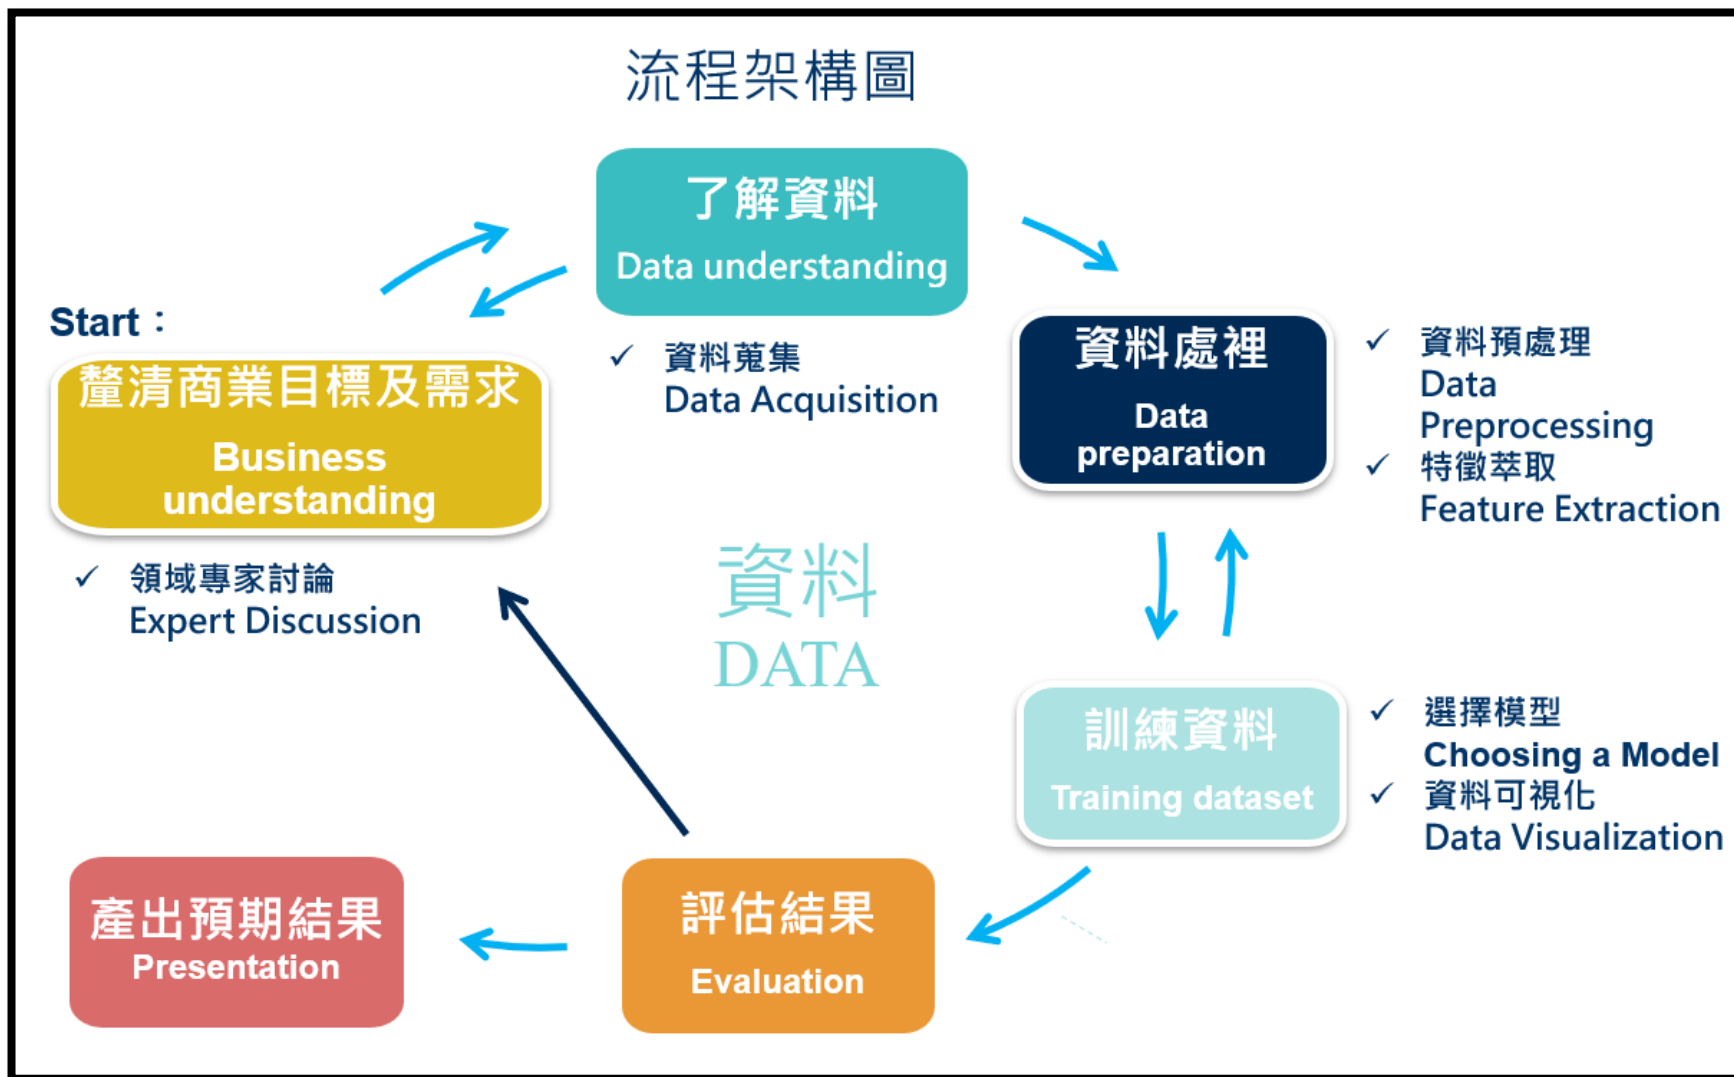 流程架構圖
了解資料
Data understanding
✓ 資料蒐集
Data Acquisition
Start：
釐清商業目標及需求
Business
understanding
✓ 領域專家討論
Expert Discussion
資料處裡
Data
preparation
✓ 資料預處理
Data
Preprocessing
✓ 特徵萃取
Feature Extraction
資料
DATA
訓練資料
Training dataset
✓ 選擇模型
Choosing a Model
✓ 資料可視化
Data Visualization
評估結果
Evaluation
產出預期結果
Presentation